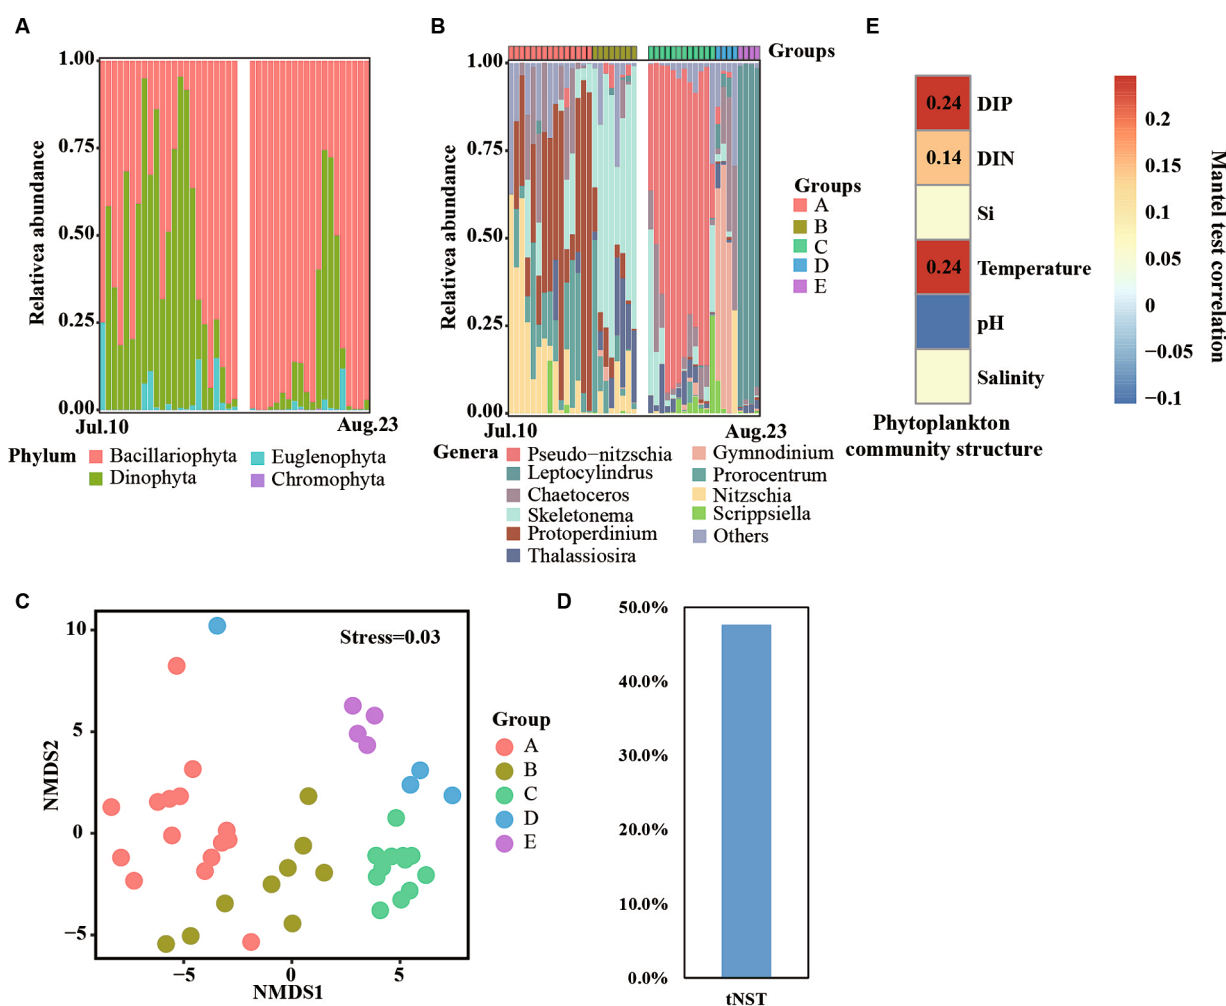 A
1.00
0.75
0.50
0.25
0.00
Relativea abundance
Jul.10
Aug.23
Phylum
Bacillariophyta
Dinophyta
Euglenophyta
Chromophyta
B
Groups
1.00
0.75
0.50
0.25
0.00
Relativea abundance
Jul.10
Aug.23
Groups
A
B
C
D
E
Genera
Pseudo−nitzschia
Leptocylindrus
Chaetoceros
Skeletonema
Protoperdinium
Thalassiosira
Gymnodinium
Prorocentrum
Nitzschia
Scrippsiella
Others
E
0.24 DIP
0.14 DIN
Si
0.24 Temperature
pH
Salinity
Phytoplankton
community structure
0.2
0.15
0.1
0.05
0
−0.05
−0.1
Mantel test correlation
C
Stress=0.03
10
5
0
−5
NMDS2
−5
0
5
NMDS1
Group
A
B
C
D
E
D
50.0%
40.0%
30.0%
20.0%
10.0%
0.0%
tNST